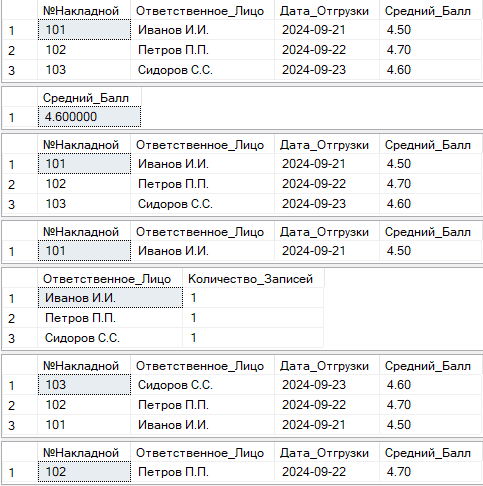 №Накладной Ответственное_Лицо Дата_Отгрузки Средний_Балл
1 101 Иванов И.И. 2024-09-21 4.50
2 102 Петров П.П. 2024-09-22 4.70
3 103 Сидоров С.С. 2024-09-23 4.60
Средний_Балл
1 4.600000
№Накладной Ответственное_Лицо Дата_Отгрузки Средний_Балл
1 101 Иванов И.И. 2024-09-21 4.50
2 102 Петров П.П. 2024-09-22 4.70
3 103 Сидоров С.С. 2024-09-23 4.60
№Накладной Ответственное_Лицо Дата_Отгрузки Средний_Балл
1 101 Иванов И.И. 2024-09-21 4.50
Ответственное_Лицо Количество_Записей
1 Иванов И.И. 1
2 Петров П.П. 1
3 Сидоров С.С. 1
№Накладной Ответственное_Лицо Дата_Отгрузки Средний_Балл
1 103 Сидоров С.С. 2024-09-23 4.60
2 102 Петров П.П. 2024-09-22 4.70
3 101 Иванов И.И. 2024-09-21 4.50
№Накладной Ответственное_Лицо Дата_Отгрузки Средний_Балл
1 102 Петров П.П. 2024-09-22 4.70